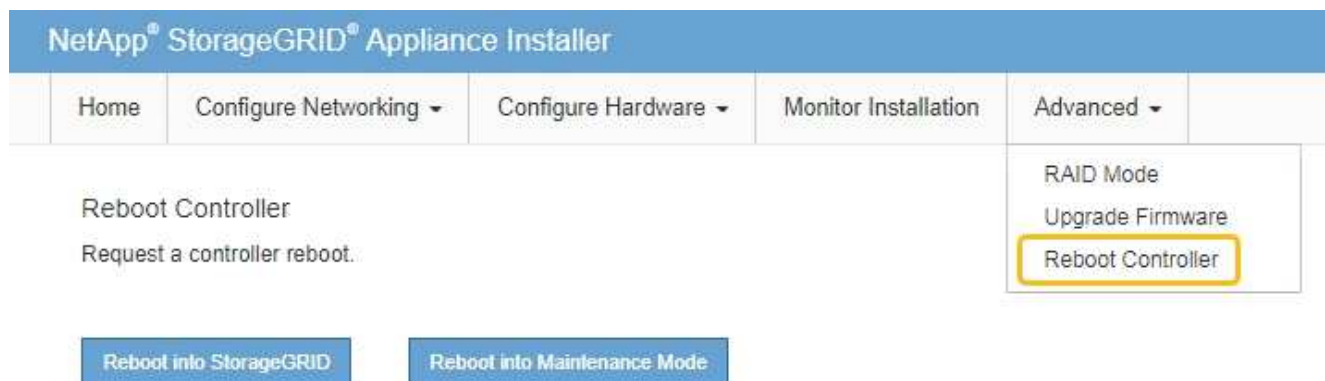 NetApp® StorageGRID® Appliance Installer
Home Configure Networking Configure Hardware Monitor Installation Advanced
RAID Mode
Upgrade Firmware
Reboot Controller
Reboot Controller
Request a controller reboot.
Reboot into StorageGRID Reboot into Maintenance Mode